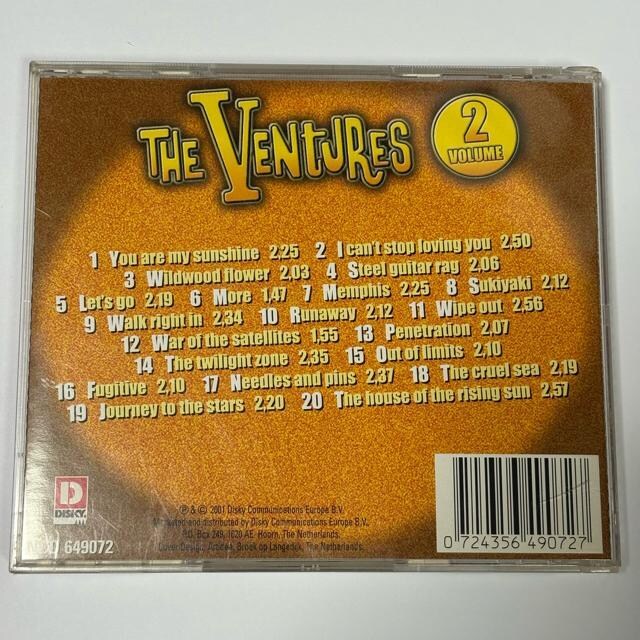 THE VENTURES
2
VOLUME
1 You are my sunshine 2,25 2 I can't stop loving you 2,50
3 Wildwood flower 2,03 4 Steel guitar rag 2,06
5 Let's go 2,19 6 More 1,47 7 Memphis 2,25 8 Sukiyaki 2,12
9 Walk right in 2,34 10 Runaway 2,12 11 Wipe out 2,56
12 War of the satellites 1,55 13 Penetration 2,07
14 The twilight zone 2,35 15 Out of limits 2,10
16 Fugitive 2,10 17 Needles and pins 2,37 18 The cruel sea 2,19
19 Journey to the stars 2,20 20 The house of the rising sun 2,57
D
DISKY
649072
℗ & © 2001 Disky Communications Europe B.V.
Marketed and distributed by Disky Communications Europe B.V.
P.O. Box 249, 1620 AE, Hoorn, The Netherlands.
Cover Design: Broek op Langedijk, The Netherlands.
0 724356 490727